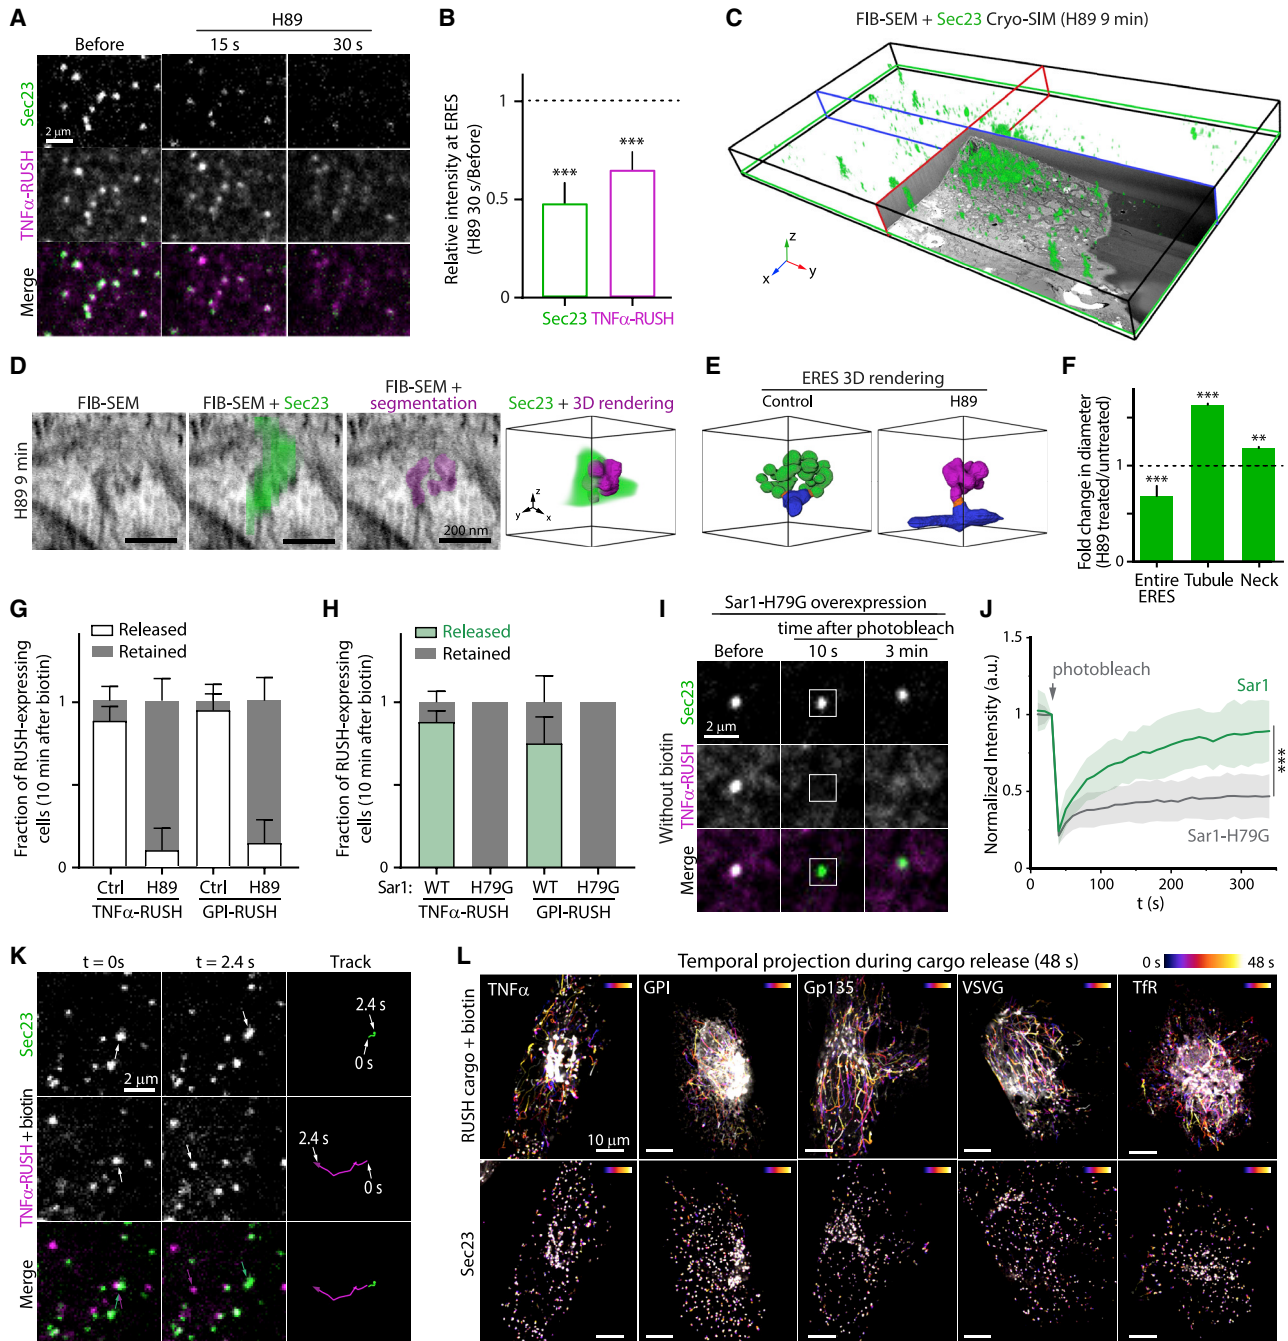 A
H89
Before
15 s
30 s
Sec23
2 μm
TNFα-RUSH
Merge
B
Relative intensity at ERES
(H89 30 s/Before)
1
0.5
0
***
***
Sec23
TNFα-RUSH
C
FIB-SEM + Sec23 Cryo-SIM (H89 9 min)
z
x
y
D
H89 9 min
FIB-SEM
FIB-SEM + Sec23
FIB-SEM +
segmentation
Sec23 + 3D rendering
200 nm
z
y
x
E
ERES 3D rendering
Control
H89
F
Fold change in diameter
(H89 treated/untreated)
1
0
***
***
**
Entire
ERES
Tubule
Neck
G
Fraction of RUSH-expressing
cells (10 min after biotin)
Released
Retained
1
0
Ctrl
H89
Ctrl
H89
TNFα-RUSH
GPI-RUSH
H
Fraction of RUSH-expressing
cells (10 min after biotin)
Released
Retained
1
0
Sar1:
WT
H79G
WT
H79G
TNFα-RUSH
GPI-RUSH
I
Sar1-H79G overexpression
time after photobleach
Before
10 s
3 min
Without biotin
Sec23
2 μm
TNFα-RUSH
Merge
J
Normalized Intensity (a.u.)
1.5
1
0.5
0
photobleach
Sar1
Sar1-H79G
***
0
100
200
300
t (s)
K
t = 0s
t = 2.4 s
Track
Sec23
2 μm
2.4 s
0 s
TNFα-RUSH + biotin
2.4 s
0 s
Merge
L
Temporal projection during cargo release (48 s)
0 s
48 s
RUSH cargo + biotin
TNFα
GPI
Gp135
VSVG
TfR
10 μm
Sec23